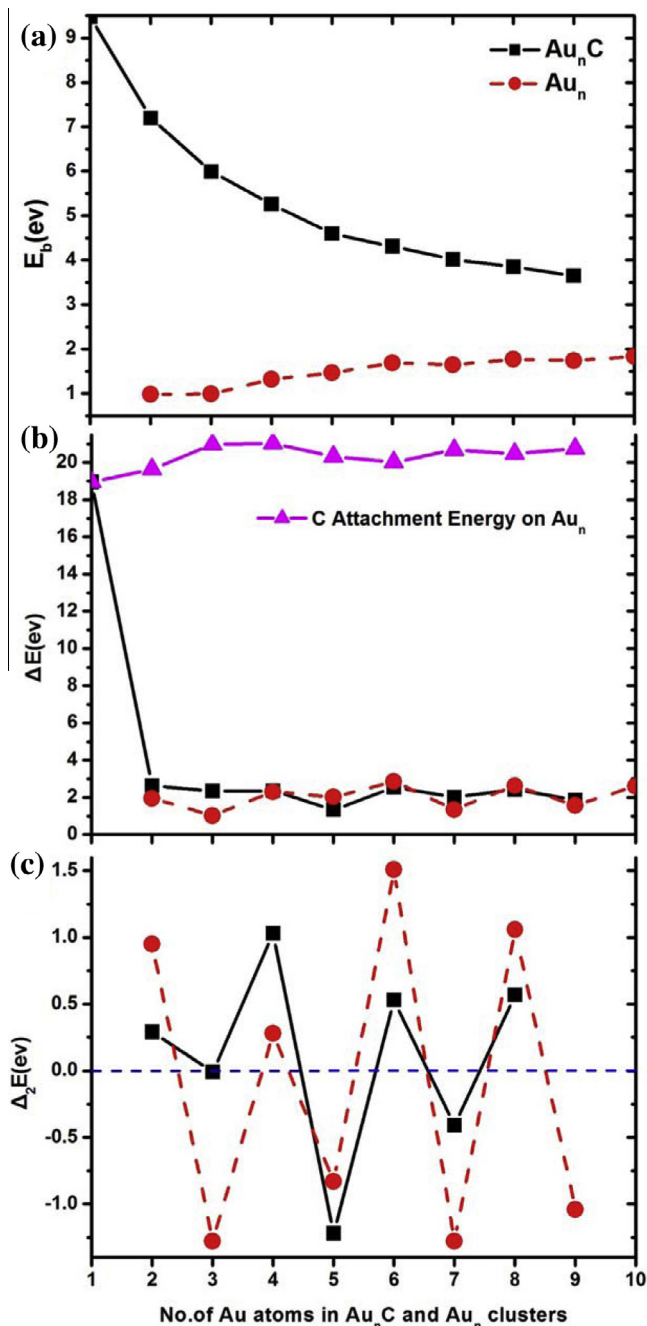 (a)
Au_nC
Au_n
E_b(ev)
9
8
7
6
5
4
3
2
1
(b)
C Attachment Energy on Au_n
ΔE(ev)
20
18
16
14
12
10
8
6
4
2
0
(c)
Δ_2E(ev)
1.5
1.0
0.5
0.0
-0.5
-1.0
1 2 3 4 5 6 7 8 9 10
No.of Au atoms in Au_nC and Au_n clusters